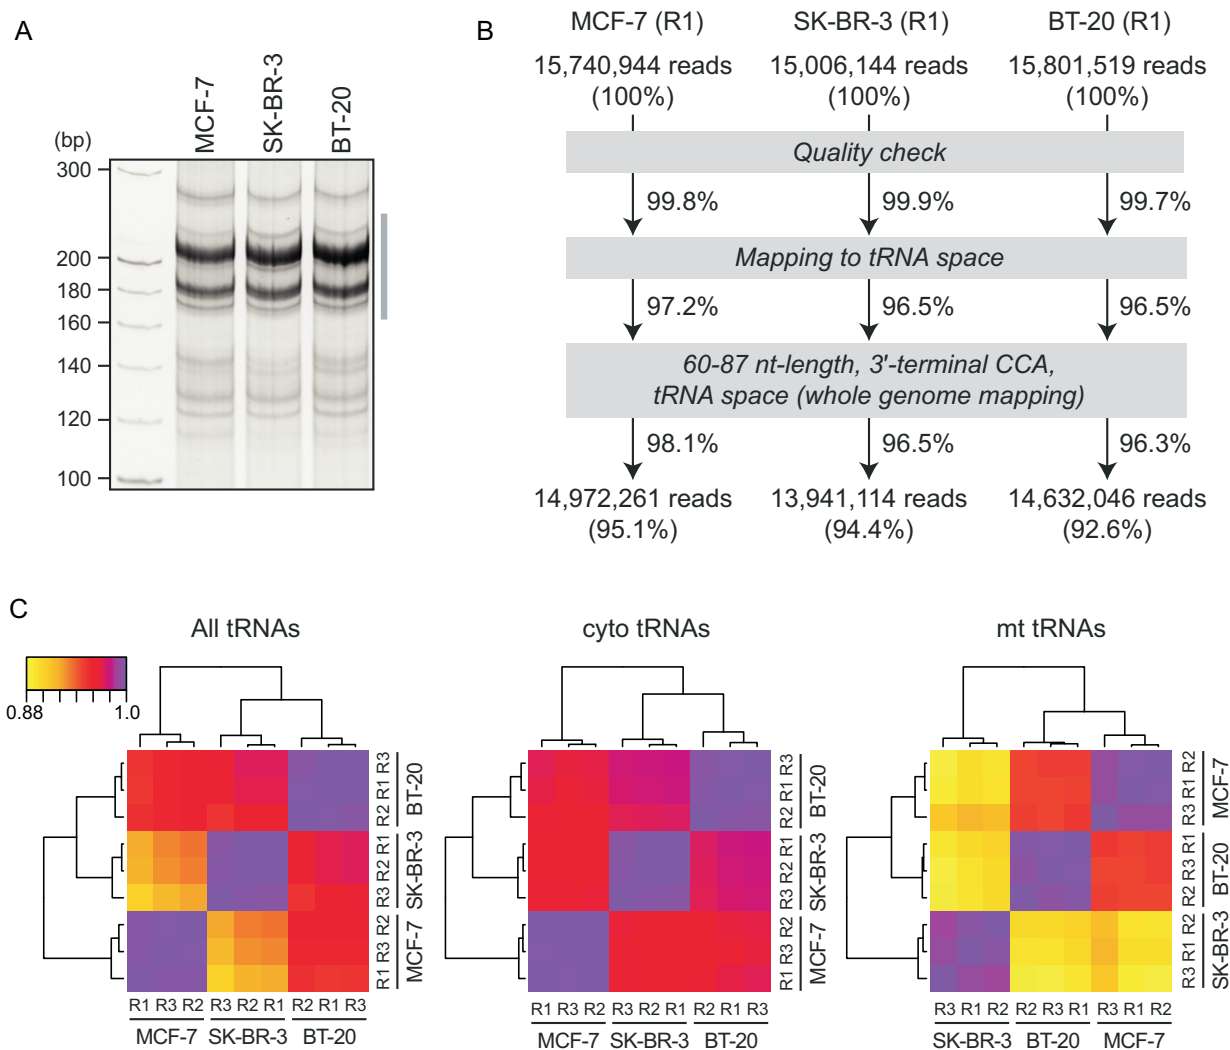 A
MCF-7
SK-BR-3
BT-20
(bp)
300
200
180
160
140
120
100
B
MCF-7 (R1)
SK-BR-3 (R1)
BT-20 (R1)
15,740,944 reads
(100%)
15,006,144 reads
(100%)
15,801,519 reads
(100%)
Quality check
99.8%
99.9%
99.7%
Mapping to tRNA space
97.2%
96.5%
96.5%
60-87 nt-length, 3'-terminal CCA,
tRNA space (whole genome mapping)
98.1%
96.5%
96.3%
14,972,261 reads
(95.1%)
13,941,114 reads
(94.4%)
14,632,046 reads
(92.6%)
C
0.88
1.0
All tRNAs
R2 R1 R3
BT-20
R3 R2 R1
SK-BR-3
R1 R3 R2
MCF-7
R1 R3 R2
R3 R2 R1
R2 R1 R3
MCF-7
SK-BR-3
BT-20
cyto tRNAs
R2 R1 R3
BT-20
R3 R2 R1
SK-BR-3
R1 R3 R2
MCF-7
R1 R3 R2
R3 R2 R1
R2 R1 R3
MCF-7
SK-BR-3
BT-20
mt tRNAs
R3 R1 R2
MCF-7
R2 R3 R1
BT-20
R3 R1 R2
SK-BR-3
R3 R1 R2
R2 R3 R1
R3 R1 R2
SK-BR-3
BT-20
MCF-7